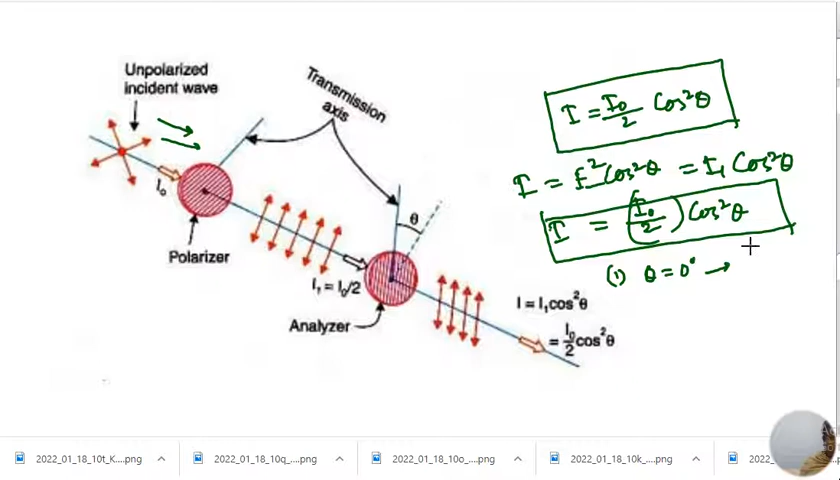 Unpolarized
incident wave
Transmission
axis
I₀
Polarizer
θ
I₁ = I₀/2
Analyzer
I = I₁cos²θ
= I₀/2 cos²θ
I = I₀/2 Cos²θ
I = E²Cos²θ = I₁ Cos²θ
I = (I₀/2) Cos²θ
(1) θ = 0° →
2022_01_18_10t_K....png
2022_01_18_10q_....png
2022_01_18_10o_....png
2022_01_18_10k_....png
2022_